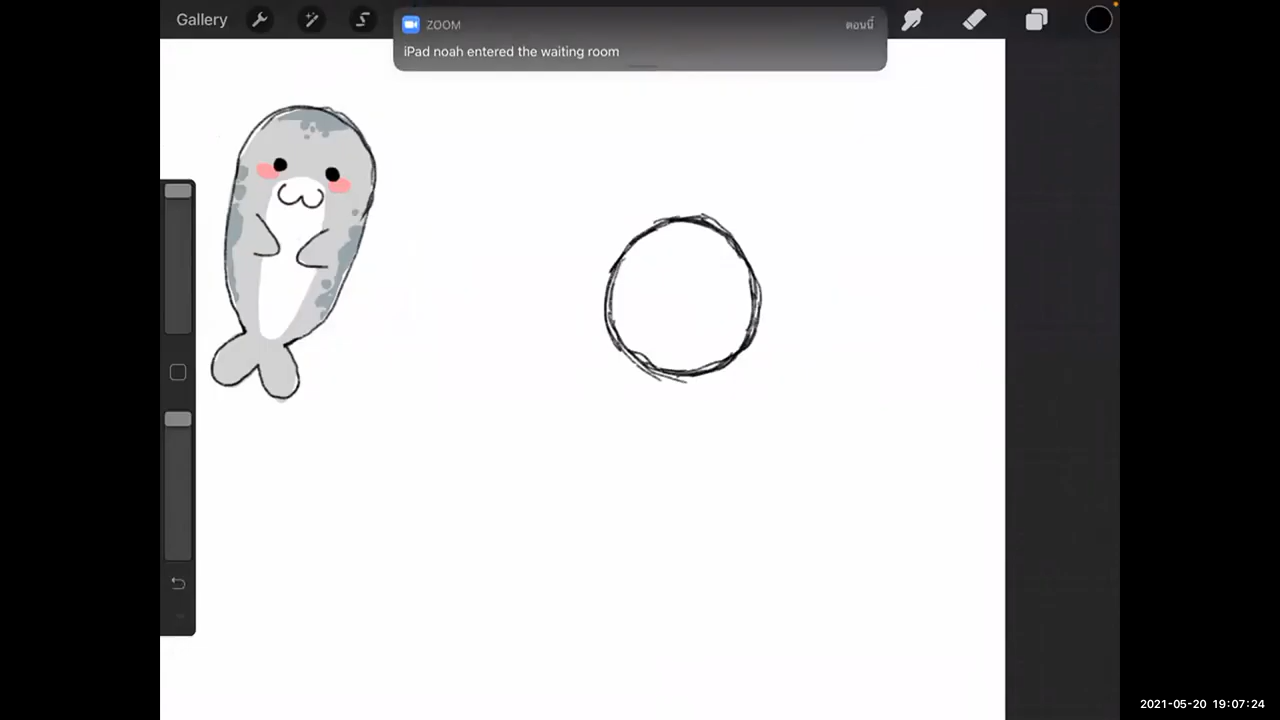 Gallery
ZOOM
ตอนนี้
iPad noah entered the waiting room
2021-05-20 19:07:24